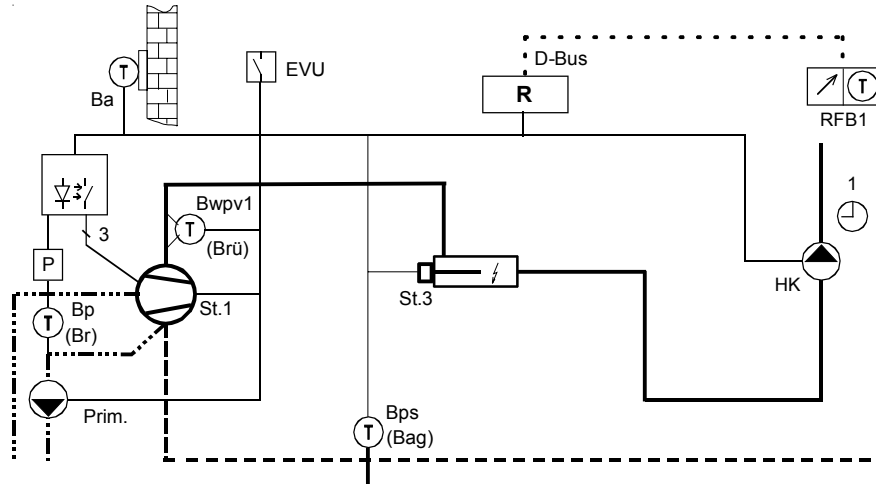 D-Bus
T
EVU
Ba
R
T
RFB1
Bwpv1
1
T
3
(Brü)
P
St.1
St.3
HK
Bp
T
(Br)
Prim.
Bps
T
(Bag)